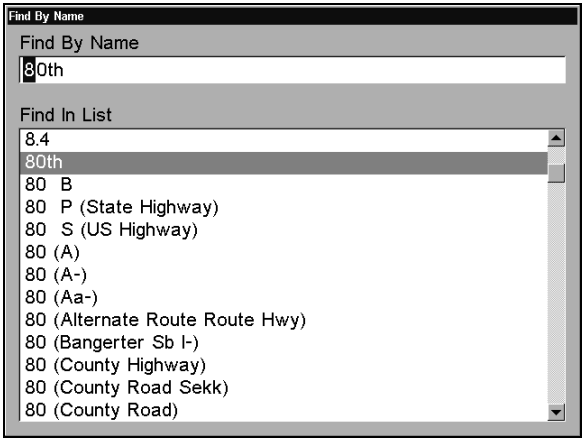 Find By Name
Find By Name
80th
Find In List
8.4
80th
80  B
80  P (State Highway)
80  S (US Highway)
80 (A)
80 (A-)
80 (Aa-)
80 (Alternate Route Route Hwy)
80 (Bangerter Sb I-)
80 (County Highway)
80 (County Road Sekk)
80 (County Road)